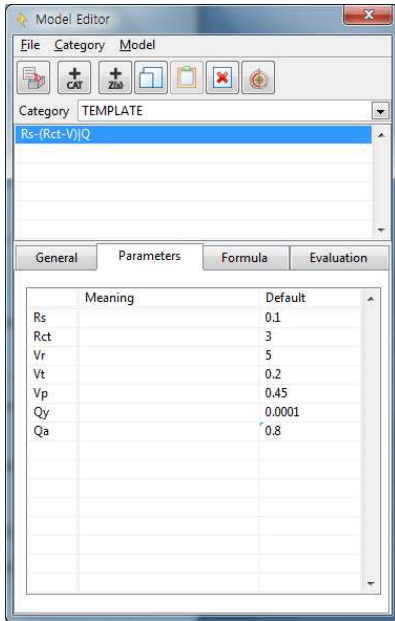 Model Editor
File Category Model
+ CAT + Z(s)
Category TEMPLATE
Rs-(Rct-V)|Q
General Parameters Formula Evaluation
Meaning Default
Rs 0.1
Rct 3
Vr 5
Vt 0.2
Vp 0.45
Qy 0.0001
Qa 0.8